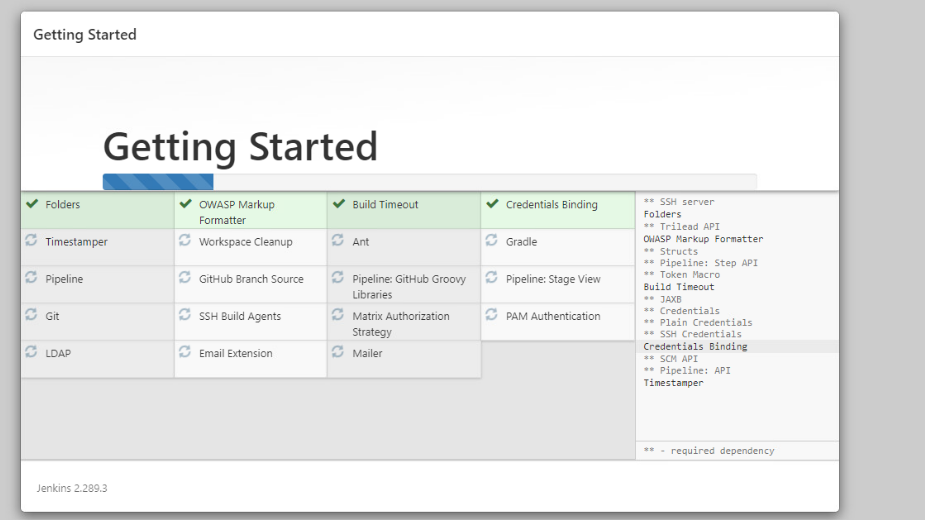 Getting Started
Getting Started
Folders
OWASP Markup
Formatter
Build Timeout
Credentials Binding
Timestamper
Workspace Cleanup
Ant
Gradle
Pipeline
GitHub Branch Source
Pipeline: GitHub Groovy
Libraries
Pipeline: Stage View
Git
SSH Build Agents
Matrix Authorization
Strategy
PAM Authentication
LDAP
Email Extension
Mailer
** SSH server
Folders
** Trilead API
OWASP Markup Formatter
** Structs
** Pipeline: Step API
** Token Macro
Build Timeout
** JAXB
** Credentials
** Plain Credentials
** SSH Credentials
Credentials Binding
** SCM API
** Pipeline: API
Timestamper
** - required dependency
Jenkins 2.289.3